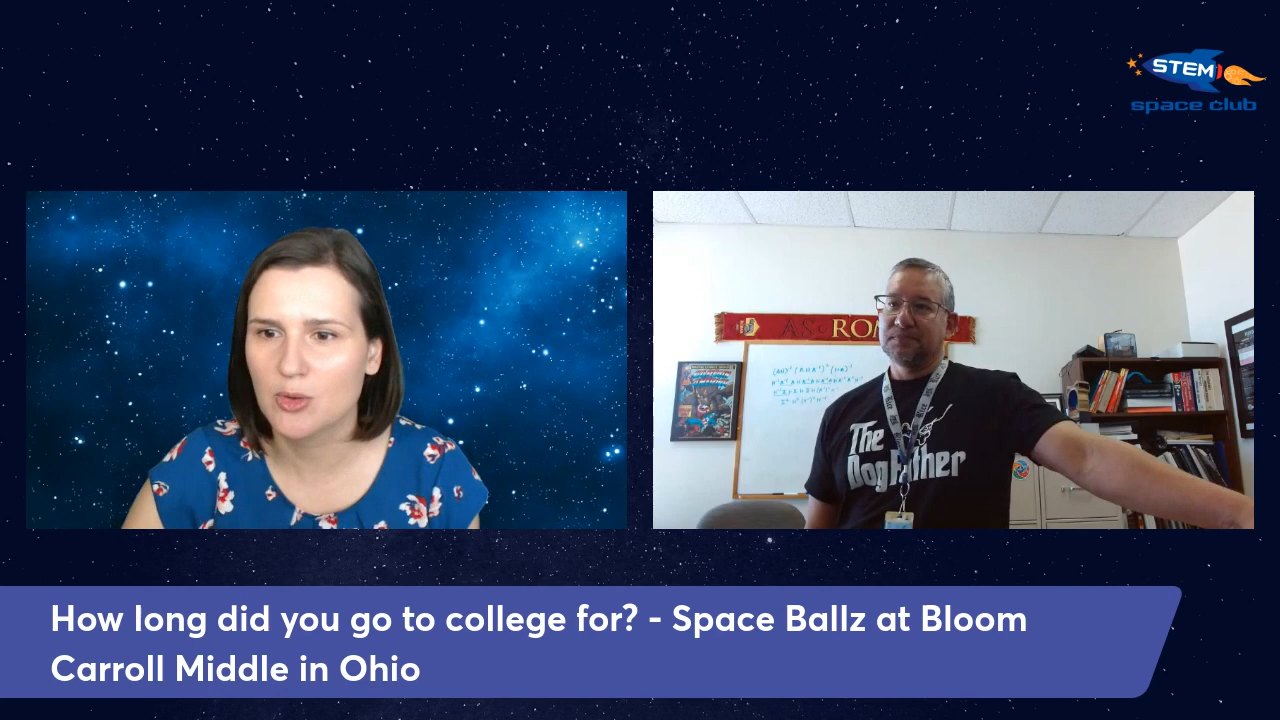 STEM
space club
AS ROM
The
DogFather
How long did you go to college for? - Space Ballz at Bloom
Carroll Middle in Ohio